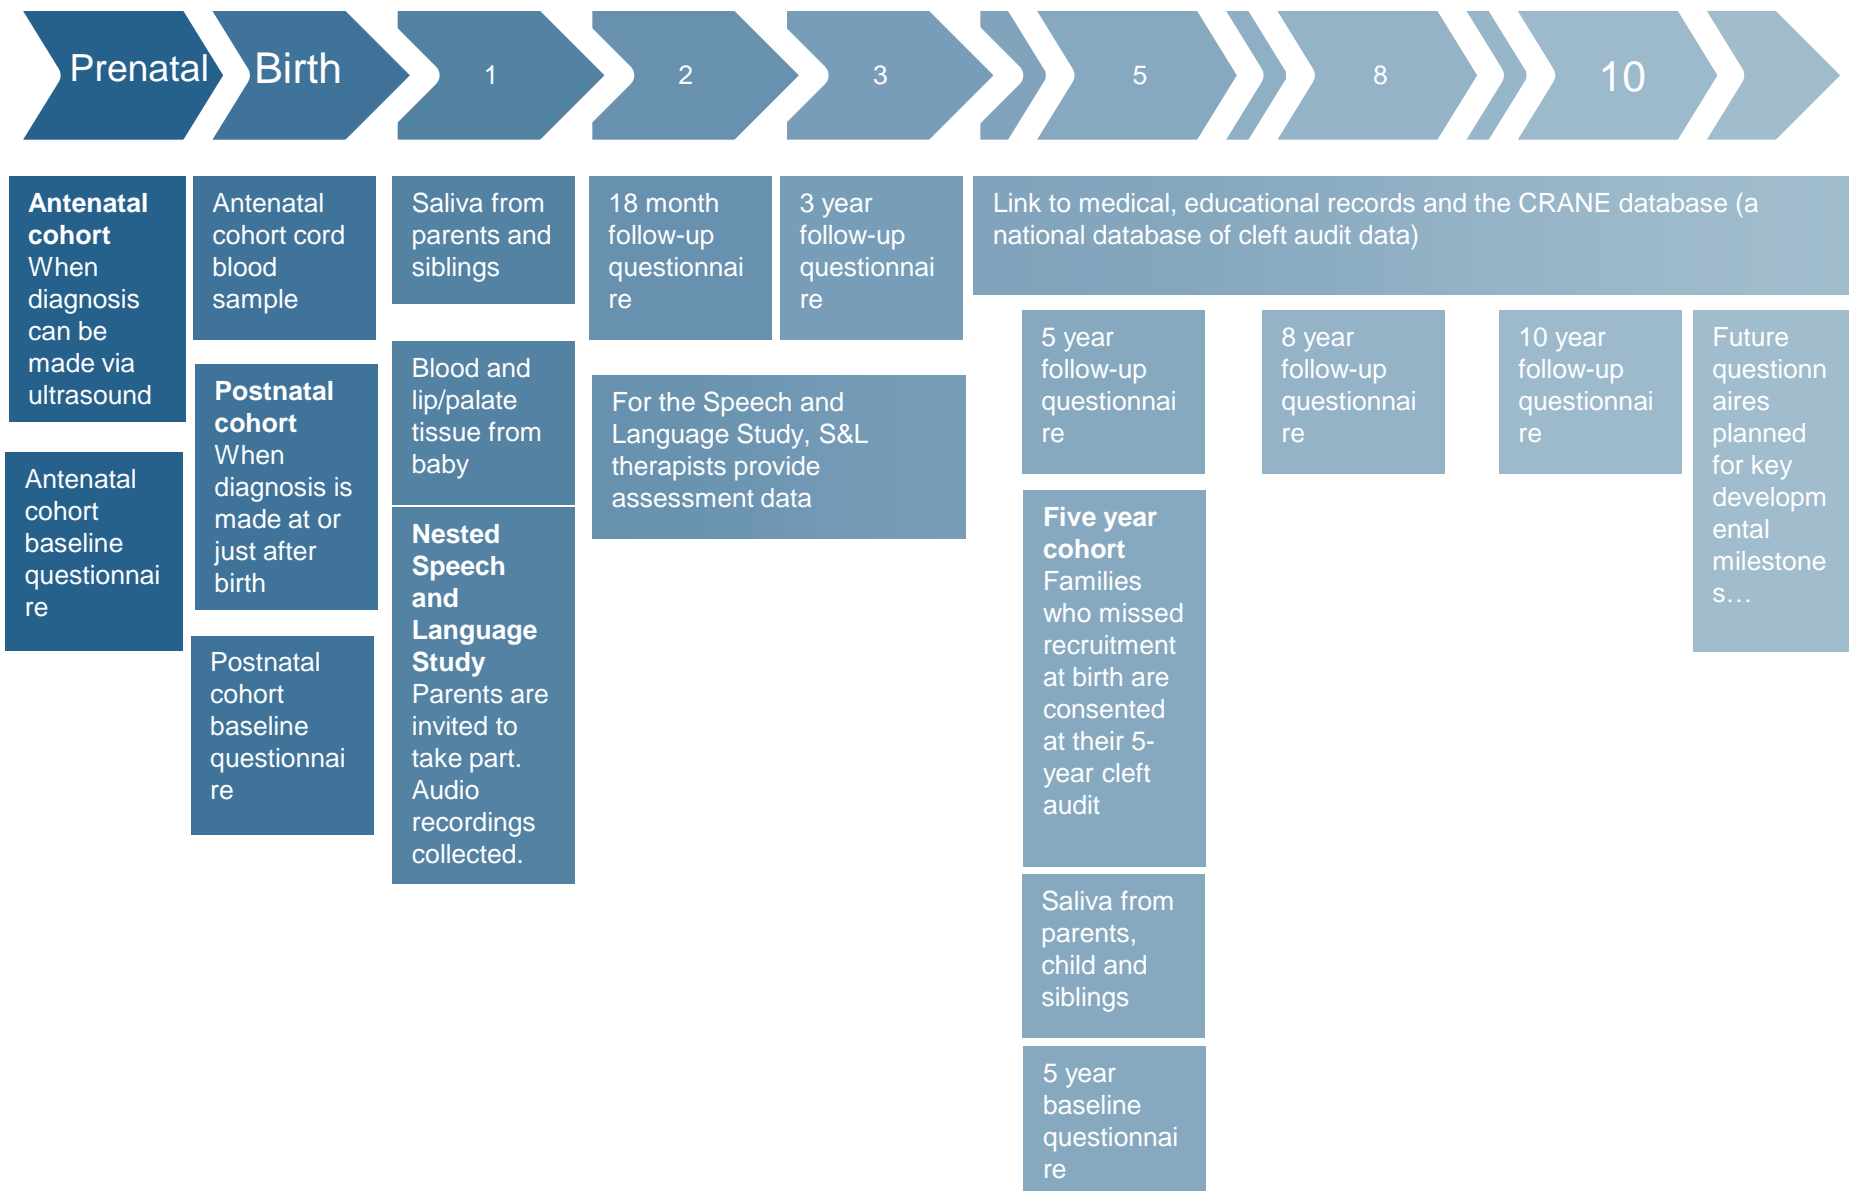 Prenatal
Birth
1
2
3
5
8
10
Antenatal
cohort
When
diagnosis
can be
made via
ultrasound
Antenatal
cohort
baseline
questionnai
re
Antenatal
cohort cord
blood
sample
Postnatal
cohort
When
diagnosis is
made at or
just after
birth
Postnatal
cohort
baseline
questionnai
re
Saliva from
parents and
siblings
Blood and
lip/palate
tissue from
baby
Nested
Speech
and
Language
Study
Parents are
invited to
take part.
Audio
recordings
collected.
18 month
follow-up
questionnai
re
3 year
follow-up
questionnai
re
For the Speech and
Language Study, S&L
therapists provide
assessment data
Link to medical, educational records and the CRANE database (a
national database of cleft audit data)
5 year
follow-up
questionnai
re
Five year
cohort
Families
who missed
recruitment
at birth are
consented
at their 5-
year cleft
audit
Saliva from
parents,
child and
siblings
5 year
baseline
questionnai
re
8 year
follow-up
questionnai
re
10 year
follow-up
questionnai
re
Future
questionn
aires
planned
for key
developm
ental
milestone
s…